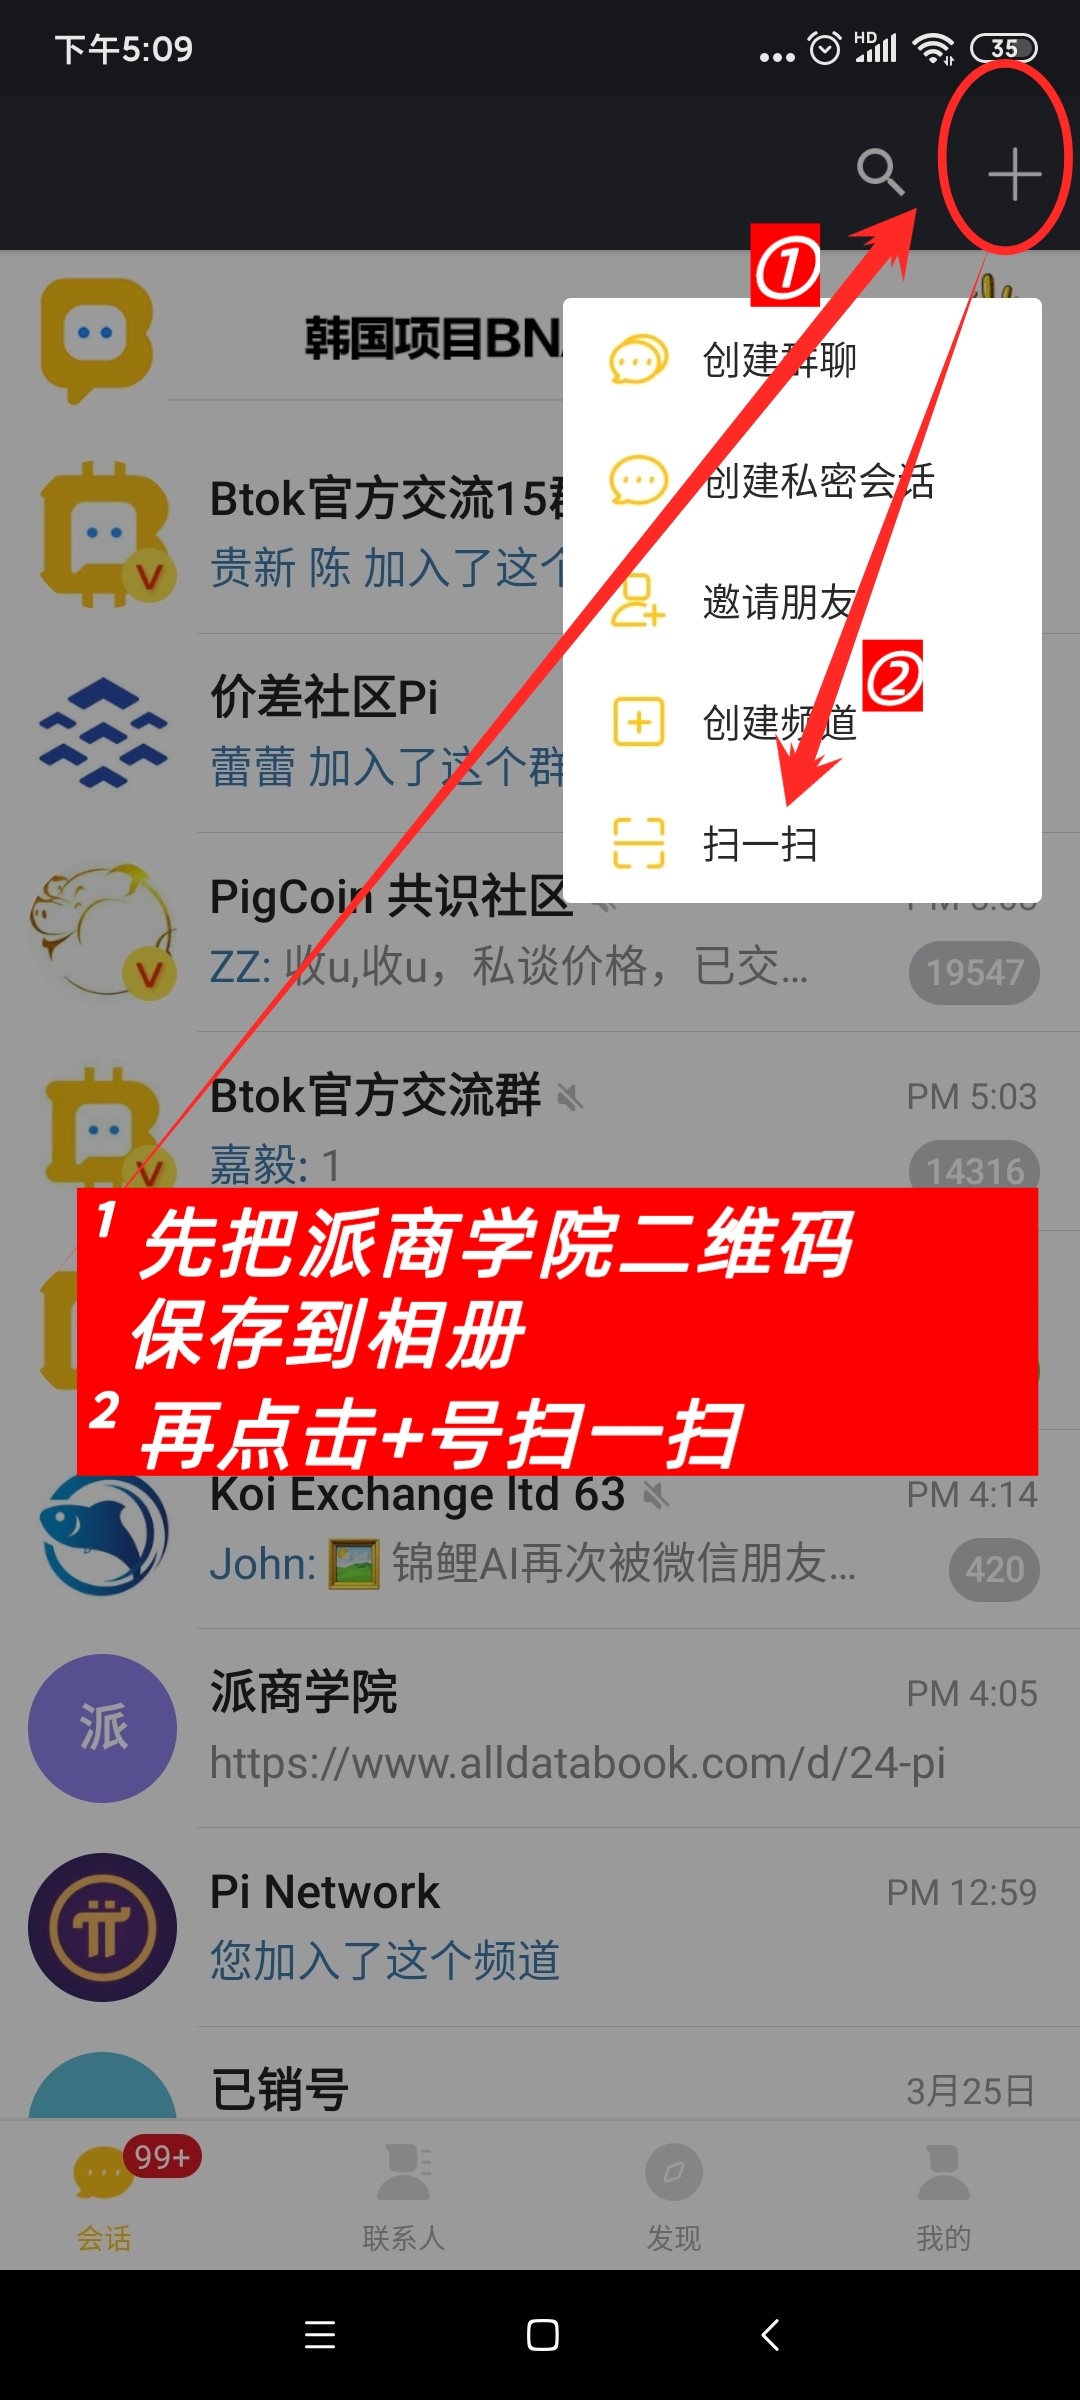 下午5:09
HD
35
①
韩国项目BN
创建群聊
Btok官方交流15群
创建私密会话
贵新 陈 加入了这个
邀请朋友
价差社区Pi
②
创建频道
蕾蕾 加入了这个群
扫一扫
PigCoin 共识社区
ZZ: 收u,收u，私谈价格，已交...
19547
Btok官方交流群
PM 5:03
嘉毅: 1
14316
1 先把派商学院二维码
保存到相册
2 再点击+号扫一扫
Koi Exchange ltd 63
PM 4:14
John: 锦鲤AI再次被微信朋友...
420
派
派商学院
PM 4:05
https://www.alldatabook.com/d/24-pi
Pi Network
PM 12:59
您加入了这个频道
已销号
3月25日
99+
会话
联系人
发现
我的